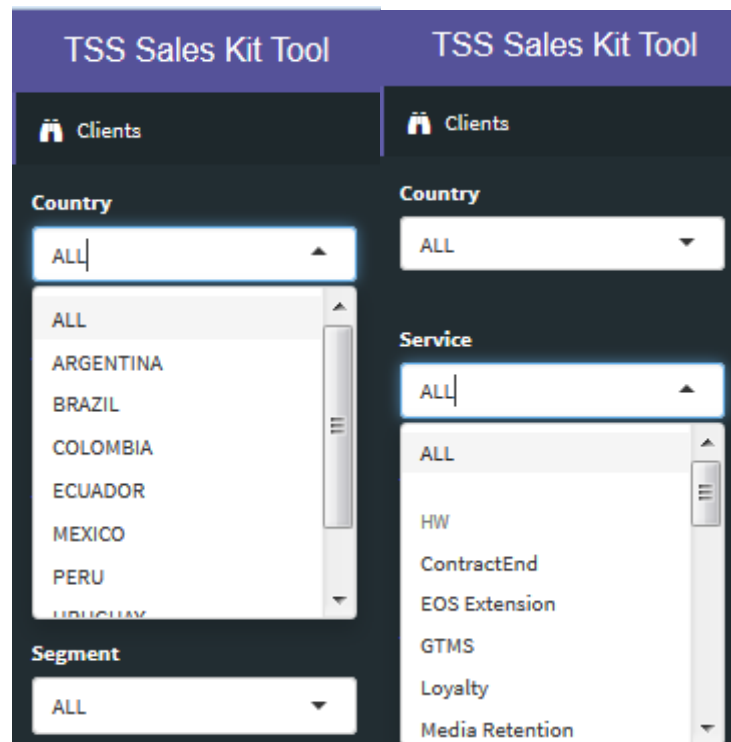 TSS Sales Kit Tool
Clients
Country
ALL
ALL
ARGENTINA
BRAZIL
COLOMBIA
ECUADOR
MEXICO
PERU
URUGUAY
Segment
ALL
TSS Sales Kit Tool
Clients
Country
ALL
Service
ALL
ALL
HW
ContractEnd
EOS Extension
GTMS
Loyalty
Media Retention